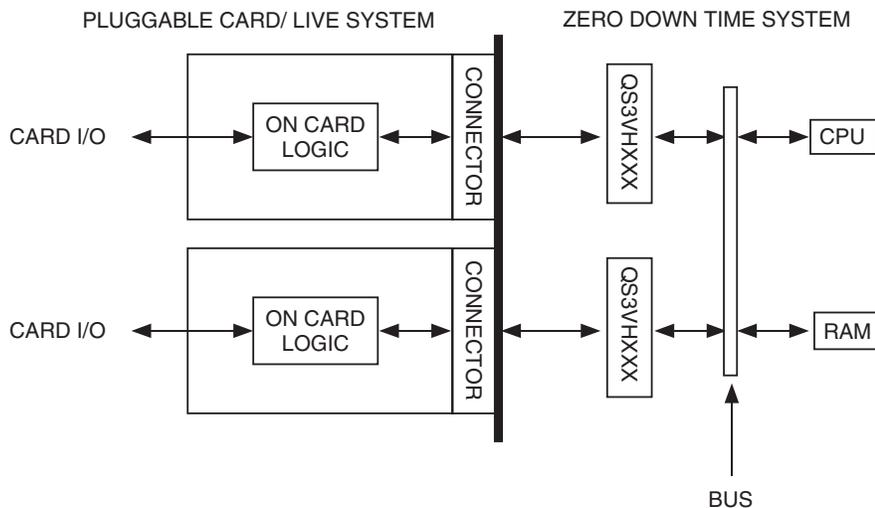 PLUGGABLE CARD/ LIVE SYSTEM
ZERO DOWN TIME SYSTEM
CARD I/O
ON CARD
LOGIC
CONNECTOR
QS3VHXXX
CPU
CARD I/O
ON CARD
LOGIC
CONNECTOR
QS3VHXXX
RAM
BUS